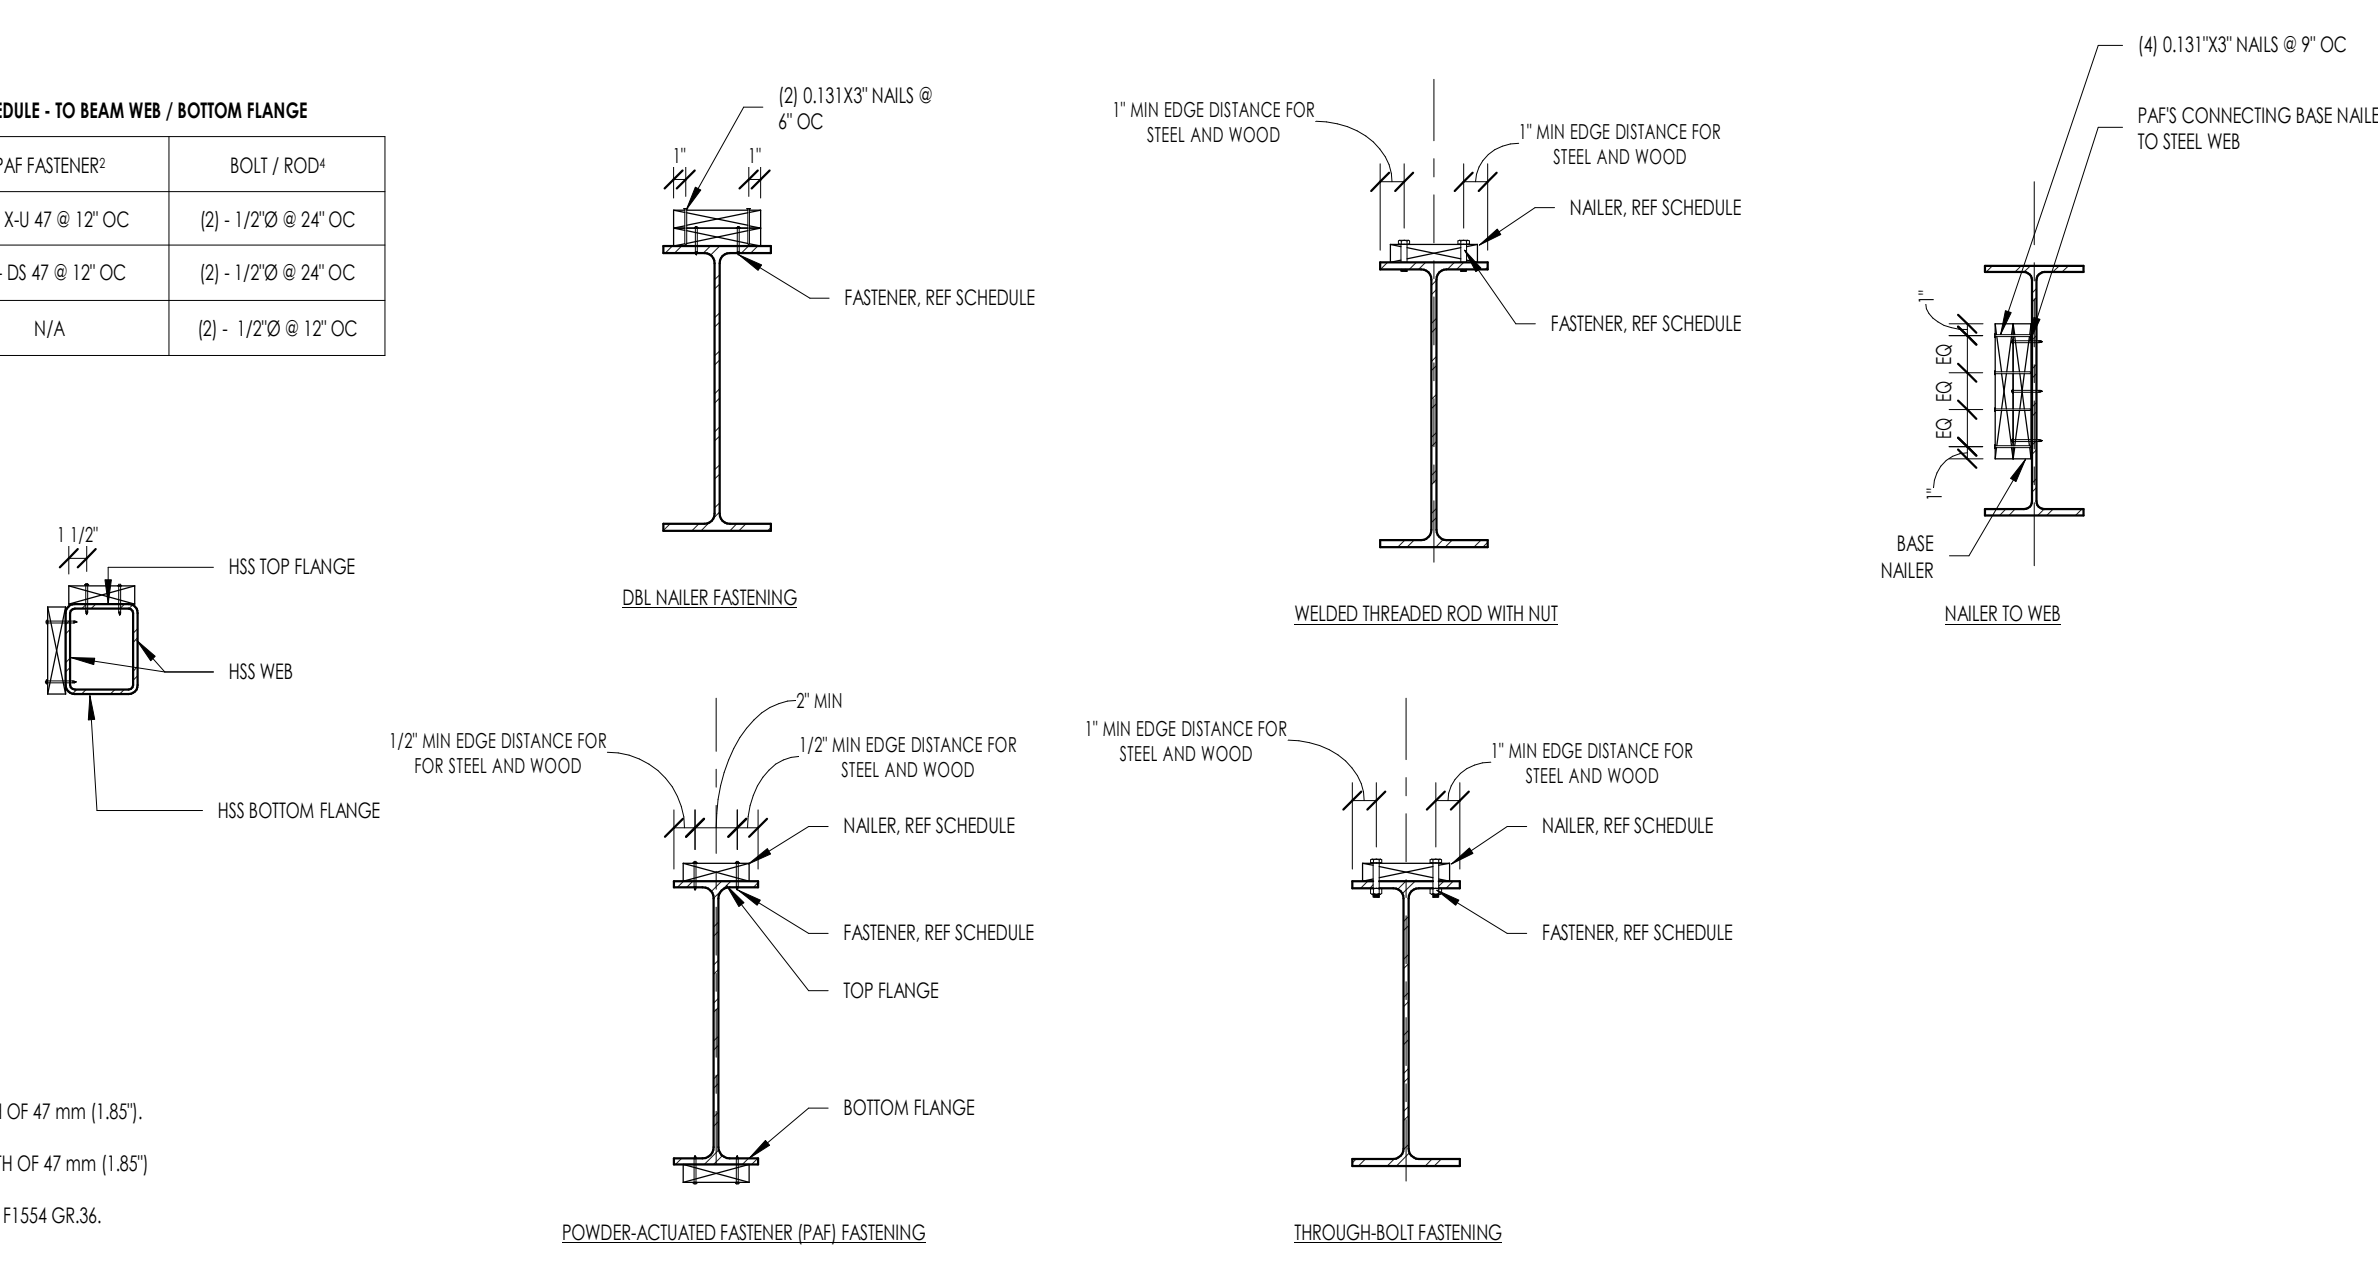 EDULE - TO BEAM WEB / BOTTOM FLANGE
PAF FASTENER²
BOLT / ROD⁴
X-U 47 @ 12" OC
(2) - 1/2"Ø @ 24" OC
- DS 47 @ 12" OC
(2) - 1/2"Ø @ 24" OC
N/A
(2) - 1/2"Ø @ 12" OC
1 1/2"
HSS TOP FLANGE
HSS WEB
HSS BOTTOM FLANGE
OF 47 mm (1.85").
TH OF 47 mm (1.85")
F1554 GR.36.
(2) 0.131X3" NAILS @
6" OC
1"
1"
FASTENER, REF SCHEDULE
DBL NAILER FASTENING
1" MIN EDGE DISTANCE FOR
STEEL AND WOOD
1" MIN EDGE DISTANCE FOR
STEEL AND WOOD
NAILER, REF SCHEDULE
FASTENER, REF SCHEDULE
WELDED THREADED ROD WITH NUT
(4) 0.131"X3" NAILS @ 9" OC
PAF'S CONNECTING BASE NAILE
TO STEEL WEB
1"
EQ
EQ
EQ
1"
BASE
NAILER
NAILER TO WEB
2" MIN
1/2" MIN EDGE DISTANCE FOR
FOR STEEL AND WOOD
1/2" MIN EDGE DISTANCE FOR
STEEL AND WOOD
NAILER, REF SCHEDULE
FASTENER, REF SCHEDULE
TOP FLANGE
BOTTOM FLANGE
POWDER-ACTUATED FASTENER (PAF) FASTENING
1" MIN EDGE DISTANCE FOR
STEEL AND WOOD
1" MIN EDGE DISTANCE FOR
STEEL AND WOOD
NAILER, REF SCHEDULE
FASTENER, REF SCHEDULE
THROUGH-BOLT FASTENING